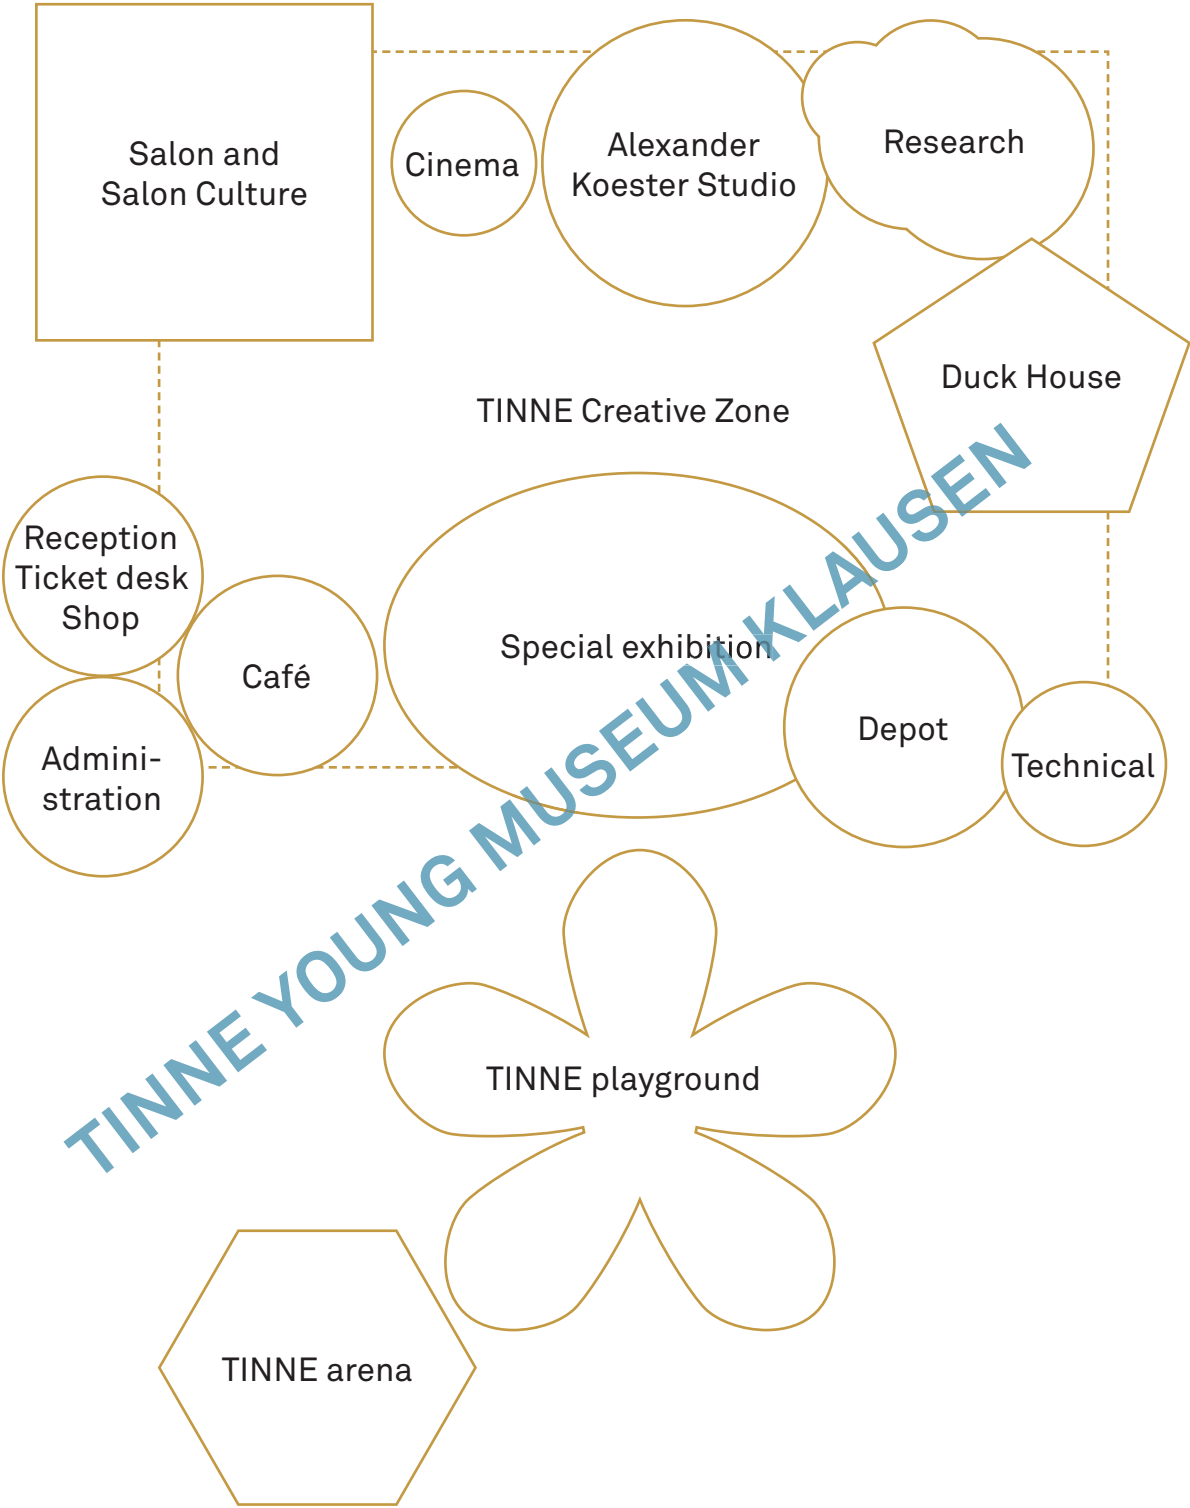 Salon and
Salon Culture
Cinema
Alexander
Koester Studio
Research
Duck House
TINNE Creative Zone
Reception
Ticket desk
Shop
Café
Special exhibition
Depot
Technical
Admini-
stration
TINNE YOUNG MUSEUM KLAUSEN
TINNE playground
TINNE arena